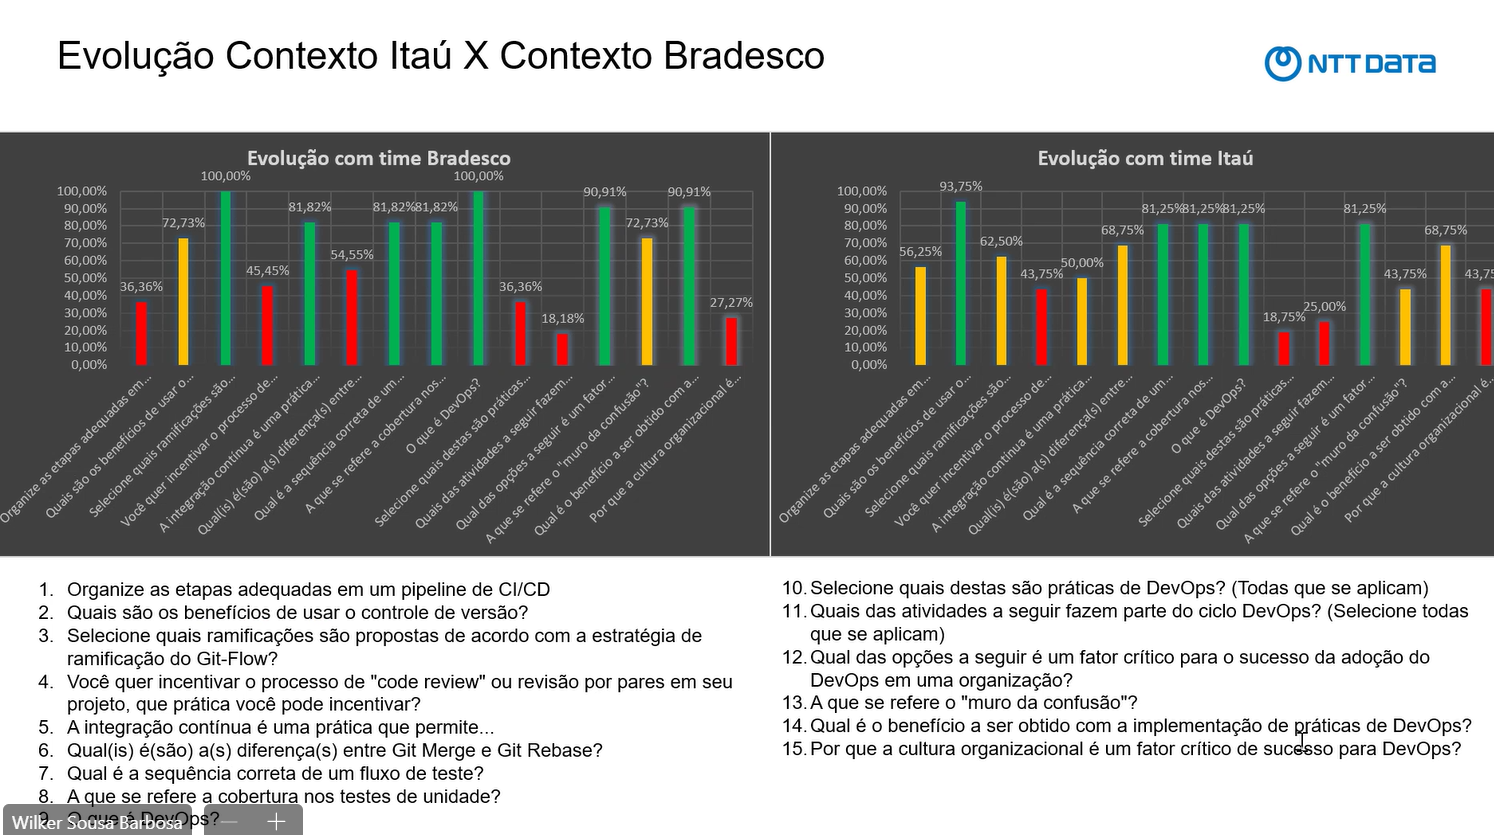 Evolução Contexto Itaú X Contexto Bradesco
NTT DATA
Evolução com time Bradesco
100,00%
90,00%
80,00%
70,00%
60,00%
50,00%
40,00%
30,00%
20,00%
10,00%
0,00%
36,36%
72,73%
100,00%
45,45%
81,82%
54,55%
81,82%
81,82%
100,00%
36,36%
18,18%
90,91%
72,73%
90,91%
27,27%
Organize as etapas adequadas em...
Quais são os benefícios de usar o...
Selecione quais ramificações são...
Você quer incentivar o processo de...
A integração contínua é uma prática...
Qual(is) é(são) a(s) diferença(s) entre...
Qual é a sequência correta de um...
A que se refere a cobertura nos...
O que é DevOps?
Selecione quais destas são práticas...
Quais das atividades a seguir fazem...
Qual das opções a seguir é um fator...
A que se refere o "muro da confusão"?
Qual é o benefício a ser obtido com a...
Por que a cultura organizacional é...
Evolução com time Itaú
100,00%
90,00%
80,00%
70,00%
60,00%
50,00%
40,00%
30,00%
20,00%
10,00%
0,00%
56,25%
93,75%
62,50%
43,75%
50,00%
68,75%
81,25%
81,25%
81,25%
18,75%
25,00%
81,25%
43,75%
68,75%
43,75
Organize as etapas adequadas em...
Quais são os benefícios de usar o...
Selecione quais ramificações são...
Você quer incentivar o processo de...
A integração contínua é uma prática...
Qual(is) é(são) a(s) diferença(s) entre...
Qual é a sequência correta de um...
A que se refere a cobertura nos...
O que é DevOps?
Selecione quais destas são práticas...
Quais das atividades a seguir fazem...
Qual das opções a seguir é um fator...
A que se refere o "muro da confusão"?
Qual é o benefício a ser obtido com a...
Por que a cultura organizacional é...
1. Organize as etapas adequadas em um pipeline de CI/CD
2. Quais são os benefícios de usar o controle de versão?
3. Selecione quais ramificações são propostas de acordo com a estratégia de
ramificação do Git-Flow?
4. Você quer incentivar o processo de "code review" ou revisão por pares em seu
projeto, que prática você pode incentivar?
5. A integração contínua é uma prática que permite...
6. Qual(is) é(são) a(s) diferença(s) entre Git Merge e Git Rebase?
7. Qual é a sequência correta de um fluxo de teste?
8. A que se refere a cobertura nos testes de unidade?
9. O que é DevOps?
10. Selecione quais destas são práticas de DevOps? (Todas que se aplicam)
11. Quais das atividades a seguir fazem parte do ciclo DevOps? (Selecione todas
que se aplicam)
12. Qual das opções a seguir é um fator crítico para o sucesso da adoção do
DevOps em uma organização?
13. A que se refere o "muro da confusão"?
14. Qual é o benefício a ser obtido com a implementação de práticas de DevOps?
15. Por que a cultura organizacional é um fator crítico de sucesso para DevOps?
Wilker Sousa Barbosa